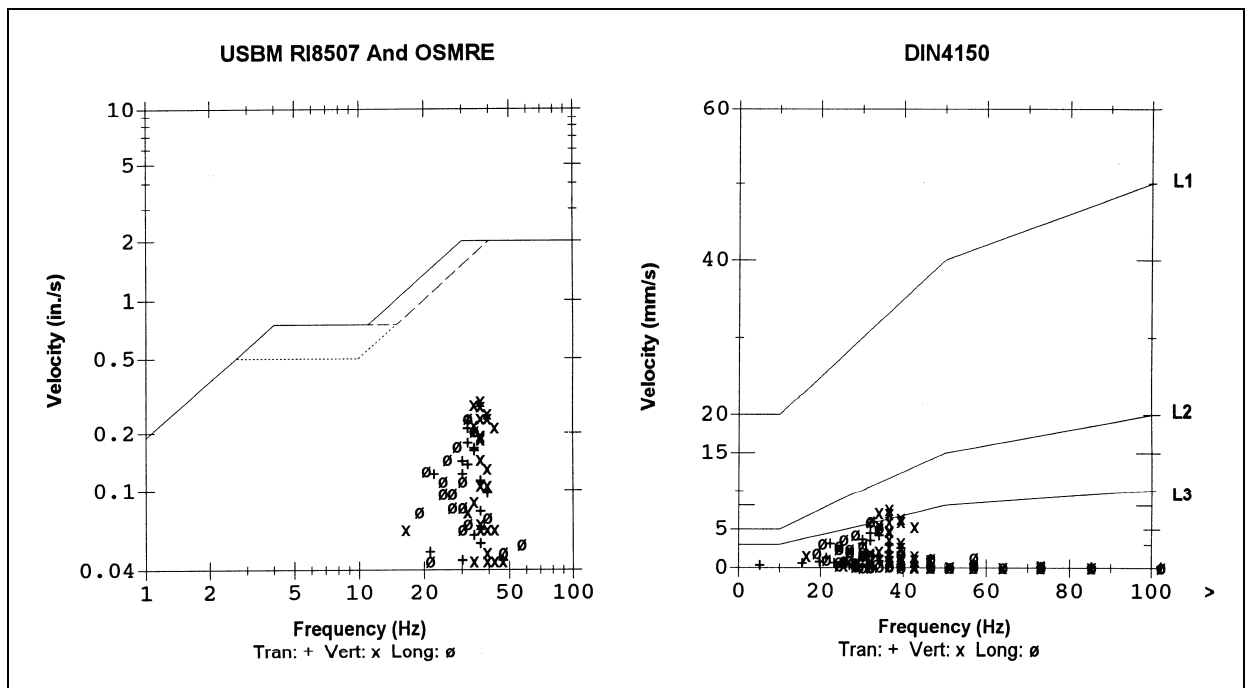 USBM RI8507 And OSMRE
10
5
2
1
0.5
0.2
0.1
0.04
Velocity (in./s)
1 2 5 10 20 50 100
Frequency (Hz)
Tran: + Vert: x Long: ø
DIN4150
60
40
20
15
5
0
Velocity (mm/s)
L1
L2
L3
0 20 40 60 80 100 >
Frequency (Hz)
Tran: + Vert: x Long: ø